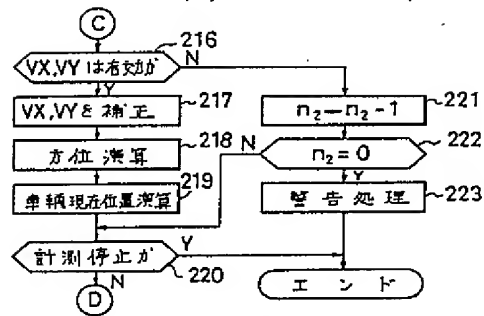 C
216
VX,VYは有効か
N
Y
VX,VYを補正
217
n₂←n₂-1
221
方位演算
218
N
n₂=0
222
車輌現在位置演算
219
Y
警告処理
223
計測停止か
Y
220
N
エンド
D